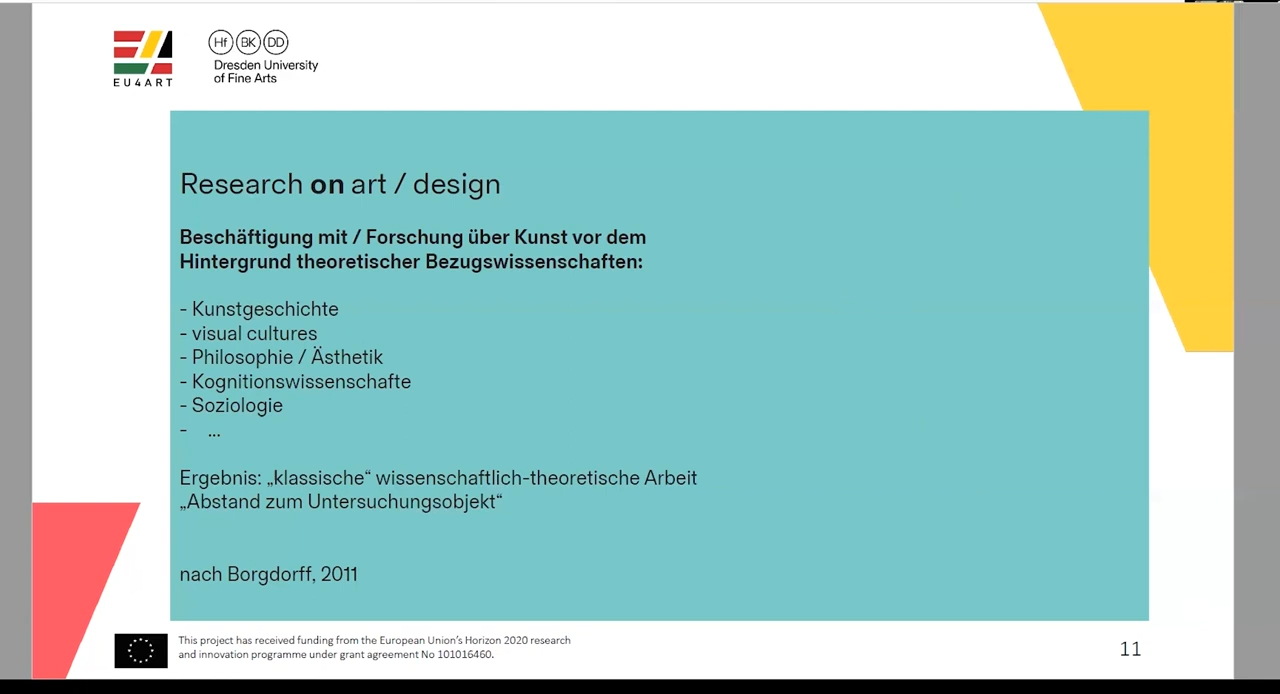 EU4ART
Hf BK DD
Dresden University
of Fine Arts
Research on art / design
Beschäftigung mit / Forschung über Kunst vor dem
Hintergrund theoretischer Bezugswissenschaften:
- Kunstgeschichte
- visual cultures
- Philosophie / Ästhetik
- Kognitionswissenschafte
- Soziologie
- ...
Ergebnis: „klassische“ wissenschaftlich-theoretische Arbeit
„Abstand zum Untersuchungsobjekt“
nach Borgdorff, 2011
This project has received funding from the European Union's Horizon 2020 research
and innovation programme under grant agreement No 101016460.
11